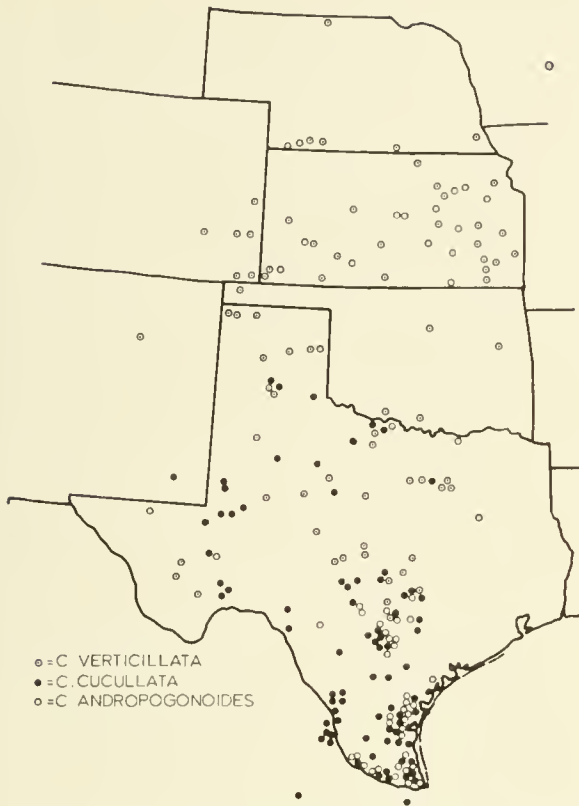 ⊙ = C VERTICILLATA
● = C. CUCULLATA
○ = C ANDROPOGONOIDES